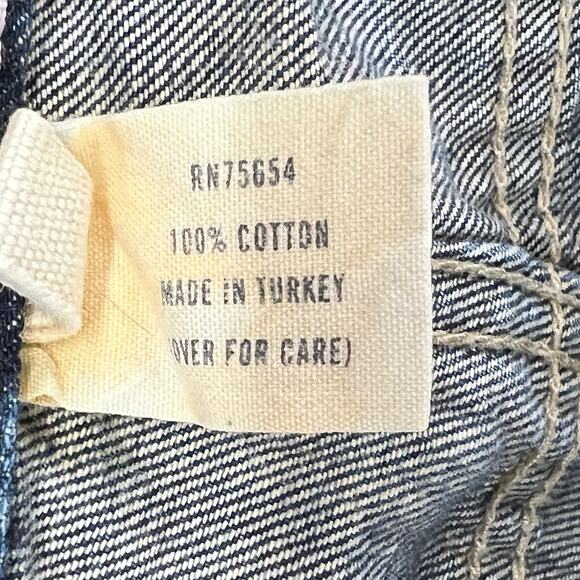 RN75654
100% COTTON
MADE IN TURKEY
(OVER FOR CARE)